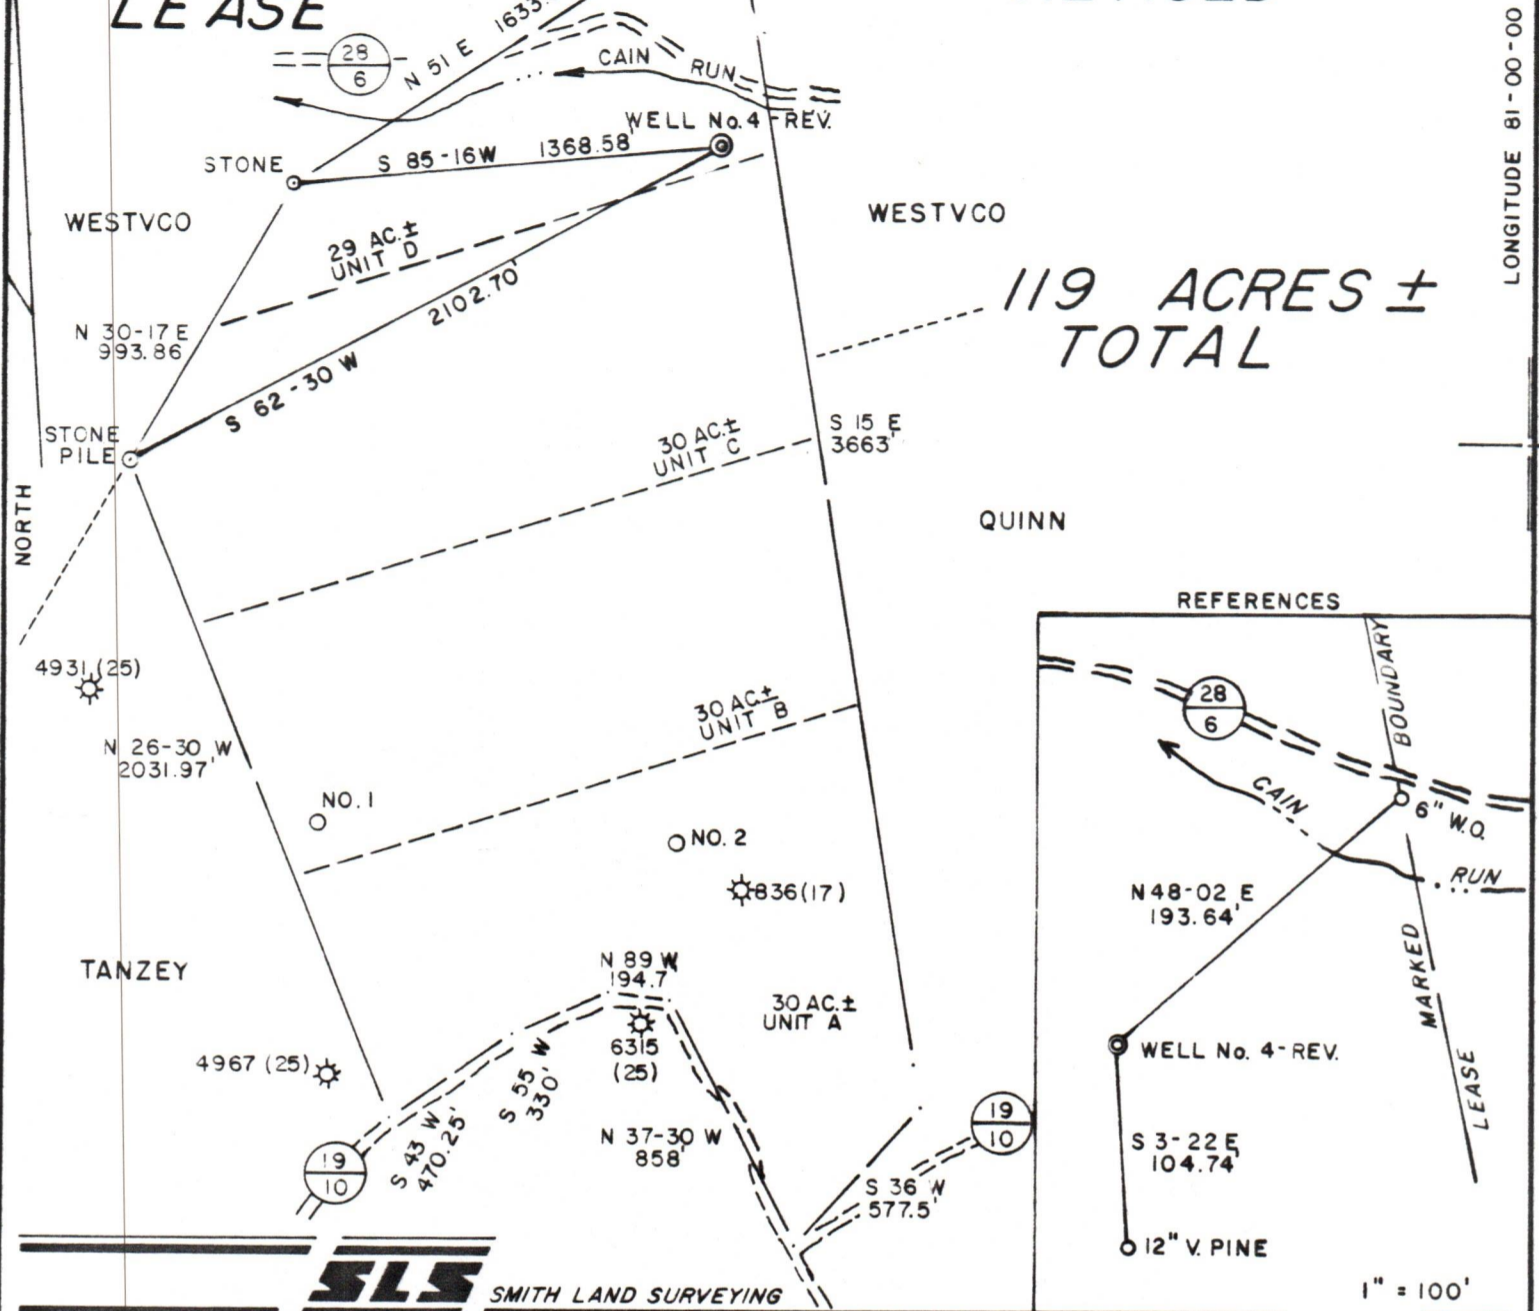 LEASE
N 51 E 1633.
28
6
CAIN RUN
WELL No. 4-REV.
STONE
S 85-16W 1368.58'
WESTVCO
WESTVCO
LONGITUDE 81-00-00
29 AC.±
UNIT D
2102.70'
119 ACRES ±
TOTAL
N 30-17 E
993.86
S 62-30 W
STONE
PILE
NORTH
30 AC.±
UNIT C
S 15 E
3663'
QUINN
4931 (25)
N 26-30 W
2031.97'
30 AC.±
UNIT B
NO. 1
NO. 2
836(17)
TANZEY
N 89 W
194.7
30 AC.±
UNIT A
6315
(25)
4967 (25)
S 55 W
330'
S 43 W
470.25'
N 37-30 W
858'
19
10
19
10
S 36 W
577.5'
REFERENCES
BOUNDARY
28
6
CAIN
6" W.O.
RUN
N 48-02 E
193.64'
MARKED
WELL No. 4-REV.
LEASE
S 3-22 E
104.74'
12" V. PINE
1" = 100'
SLS SMITH LAND SURVEYING